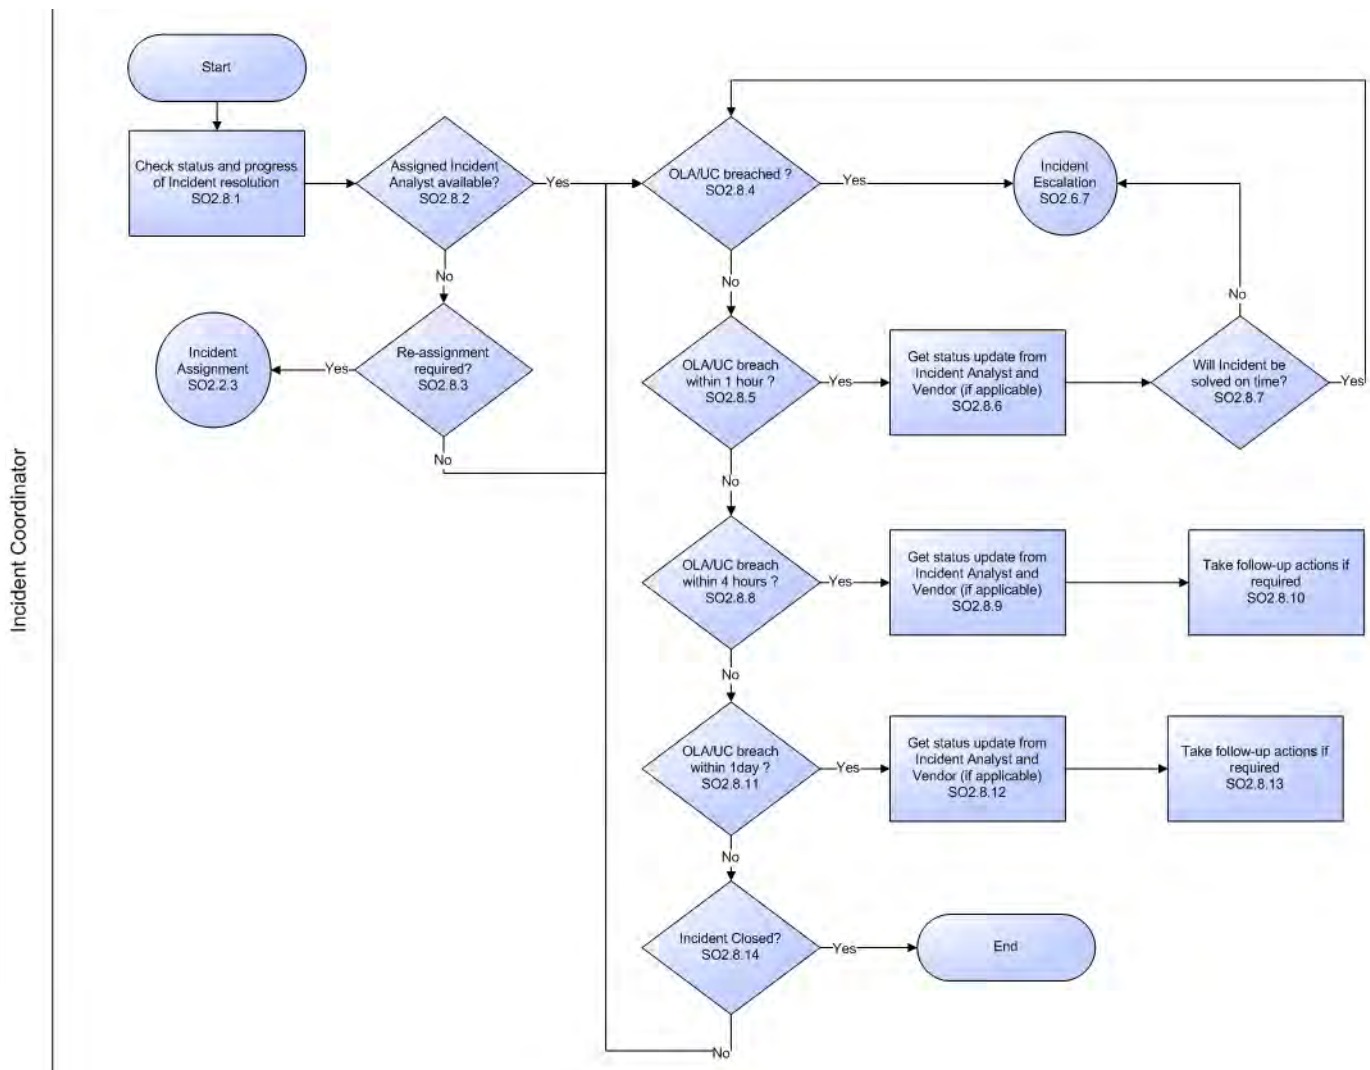 Start
Check status and progress
of Incident resolution
SO2.8.1
Assigned Incident
Analyst available?
SO2.8.2
Yes
OLA/UC breached ?
SO2.8.4
Yes
Incident
Escalation
SO2.6.7
No
No
No
Incident
Assignment
SO2.2.3
Yes
Re-assignment
required?
SO2.8.3
No
OLA/UC breach
within 1 hour ?
SO2.8.5
Yes
Get status update from
Incident Analyst and
Vendor (if applicable)
SO2.8.6
Will Incident be
solved on time?
SO2.8.7
Yes
No
Incident Coordinator
OLA/UC breach
within 4 hours ?
SO2.8.8
Yes
Get status update from
Incident Analyst and
Vendor (if applicable)
SO2.8.9
Take follow-up actions if
required
SO2.8.10
No
OLA/UC breach
within 1day ?
SO2.8.11
Yes
Get status update from
Incident Analyst and
Vendor (if applicable)
SO2.8.12
Take follow-up actions if
required
SO2.8.13
No
Incident Closed?
SO2.8.14
Yes
End
No